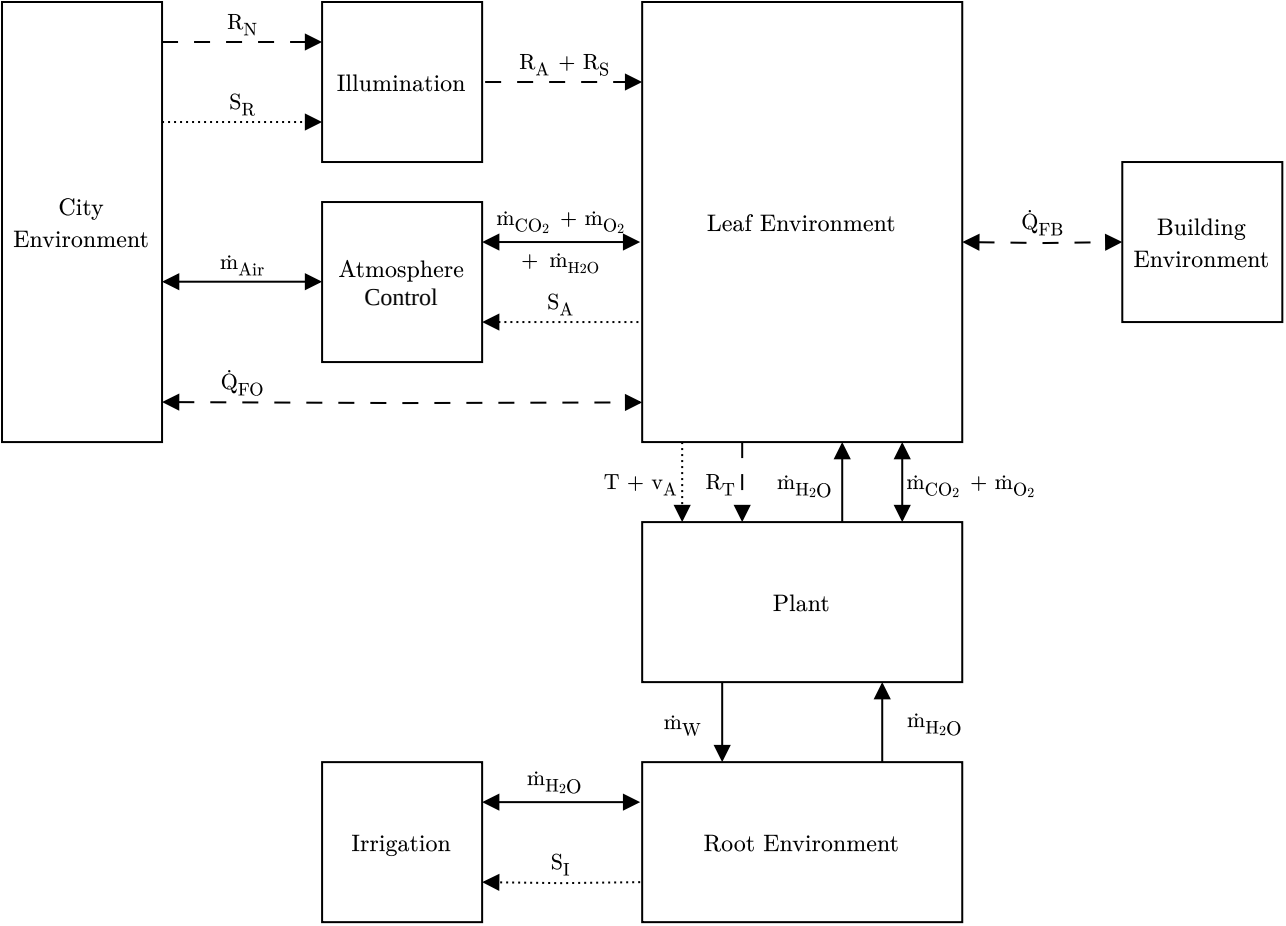 R_N
S_R
Illumination
R_A + R_S
City
Environment
ṁ_Air
Atmosphere
Control
ṁ_CO₂ + ṁ_O₂
+ ṁ_H₂O
S_A
Q̇_FO
Leaf Environment
Q̇_FB
Building
Environment
T + v_A
R_T
ṁ_H₂O
ṁ_CO₂ + ṁ_O₂
Plant
ṁ_W
ṁ_H₂O
Irrigation
ṁ_H₂O
S_I
Root Environment